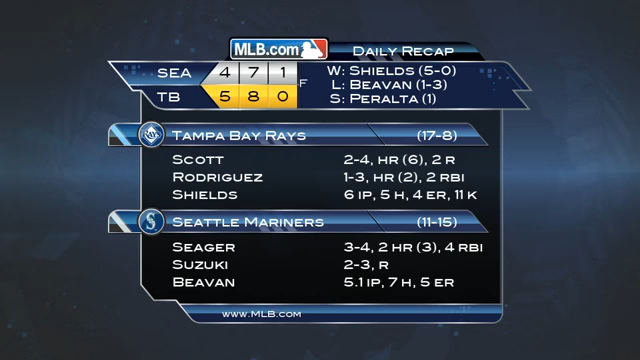 MLB.com DAILY RECAP
SEA 4 7 1 F W: SHIELDS (5-0)
L: BEAVAN (1-3)
TB 5 8 0 S: PERALTA (1)
TAMPA BAY RAYS (17-8)
SCOTT 2-4, HR (6), 2 R
RODRIGUEZ 1-3, HR (2), 2 RBI
SHIELDS 6 IP, 5 H, 4 ER, 11 K
SEATTLE MARINERS (11-15)
SEAGER 3-4, 2 HR (3), 4 RBI
SUZUKI 2-3, R
BEAVAN 5.1 IP, 7 H, 5 ER
www.MLB.com